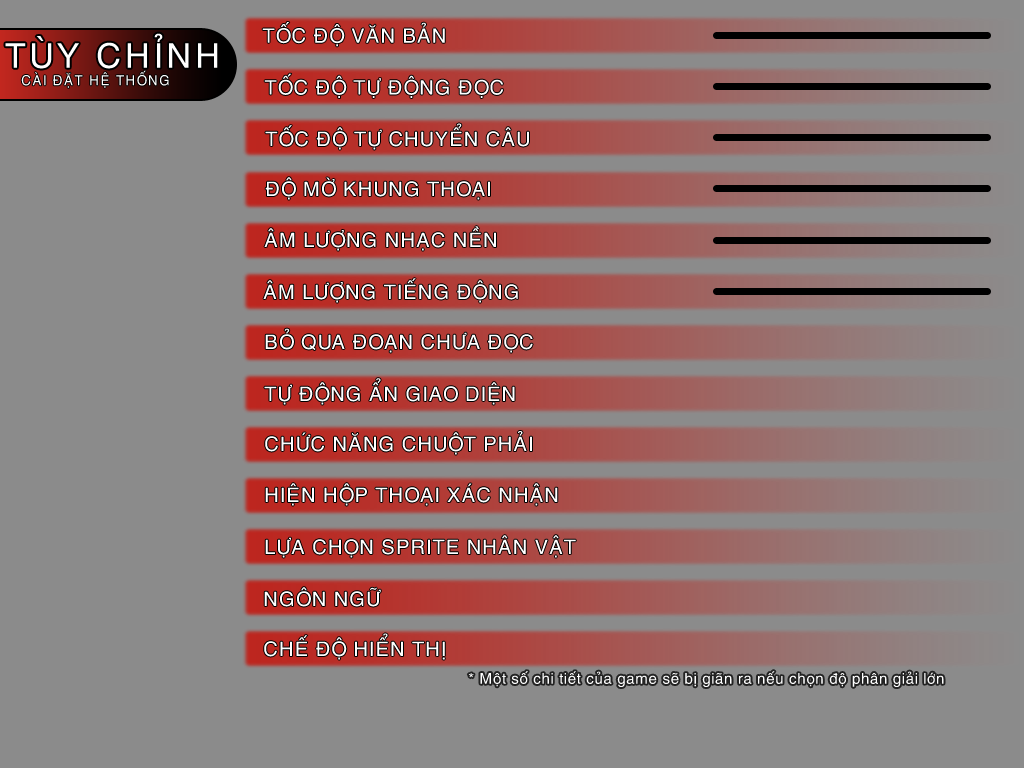 TÙY CHỈNH
CÀI ĐẶT HỆ THỐNG
TỐC ĐỘ VĂN BẢN
TỐC ĐỘ TỰ ĐỘNG ĐỌC
TỐC ĐỘ TỰ CHUYỂN CÂU
ĐỘ MỜ KHUNG THOẠI
ÂM LƯỢNG NHẠC NỀN
ÂM LƯỢNG TIẾNG ĐỘNG
BỎ QUA ĐOẠN CHƯA ĐỌC
TỰ ĐỘNG ẨN GIAO DIỆN
CHỨC NĂNG CHUỘT PHẢI
HIỆN HỘP THOẠI XÁC NHẬN
LỰA CHỌN SPRITE NHÂN VẬT
NGÔN NGỮ
CHẾ ĐỘ HIỂN THỊ
* Một số chi tiết của game sẽ bị giãn ra nếu chọn độ phân giải lớn